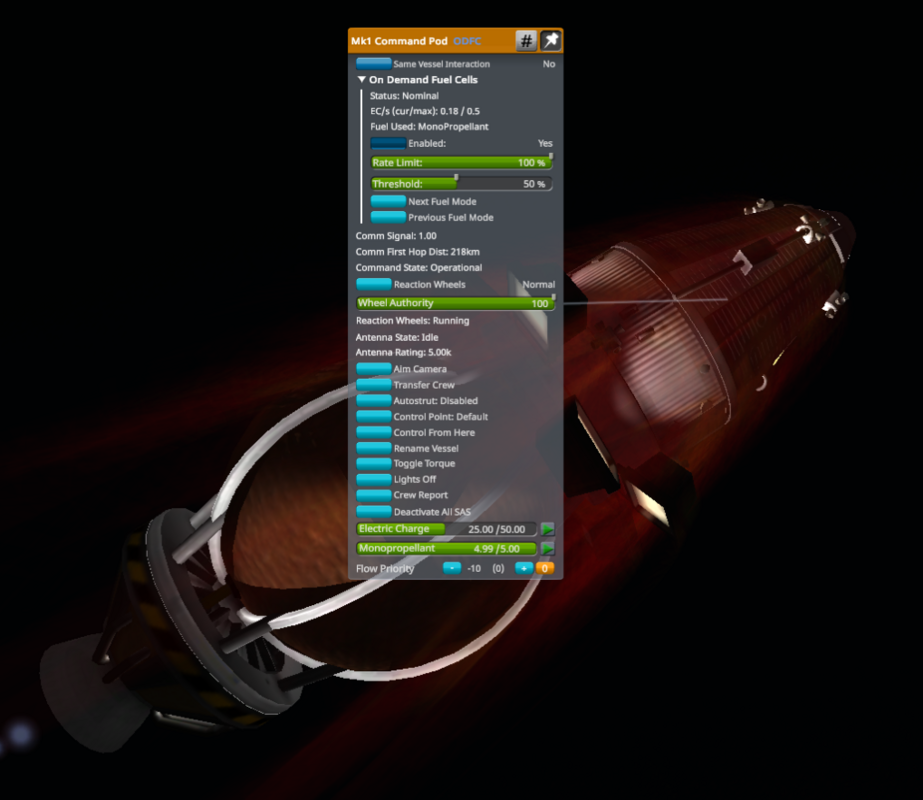 Mk1 Command Pod ODFC #
Same Vessel Interaction No
On Demand Fuel Cells
Status: Nominal
EC/s (cur/max): 0.18 / 0.5
Fuel Used: MonoPropellant
Enabled: Yes
Rate Limit: 100 %
Threshold: 50 %
Next Fuel Mode
Previous Fuel Mode
Comm Signal: 1.00
Comm First Hop Dist: 218km
Command State: Operational
Reaction Wheels Normal
Wheel Authority 100
Reaction Wheels: Running
Antenna State: Idle
Antenna Rating: 5.00k
Aim Camera
Transfer Crew
Autostrut: Disabled
Control Point: Default
Control From Here
Rename Vessel
Toggle Torque
Lights Off
Crew Report
Deactivate All SAS
Electric Charge 25.00 /50.00
Monopropellant 4.99 /5.00
Flow Priority - -10 (0) + 0